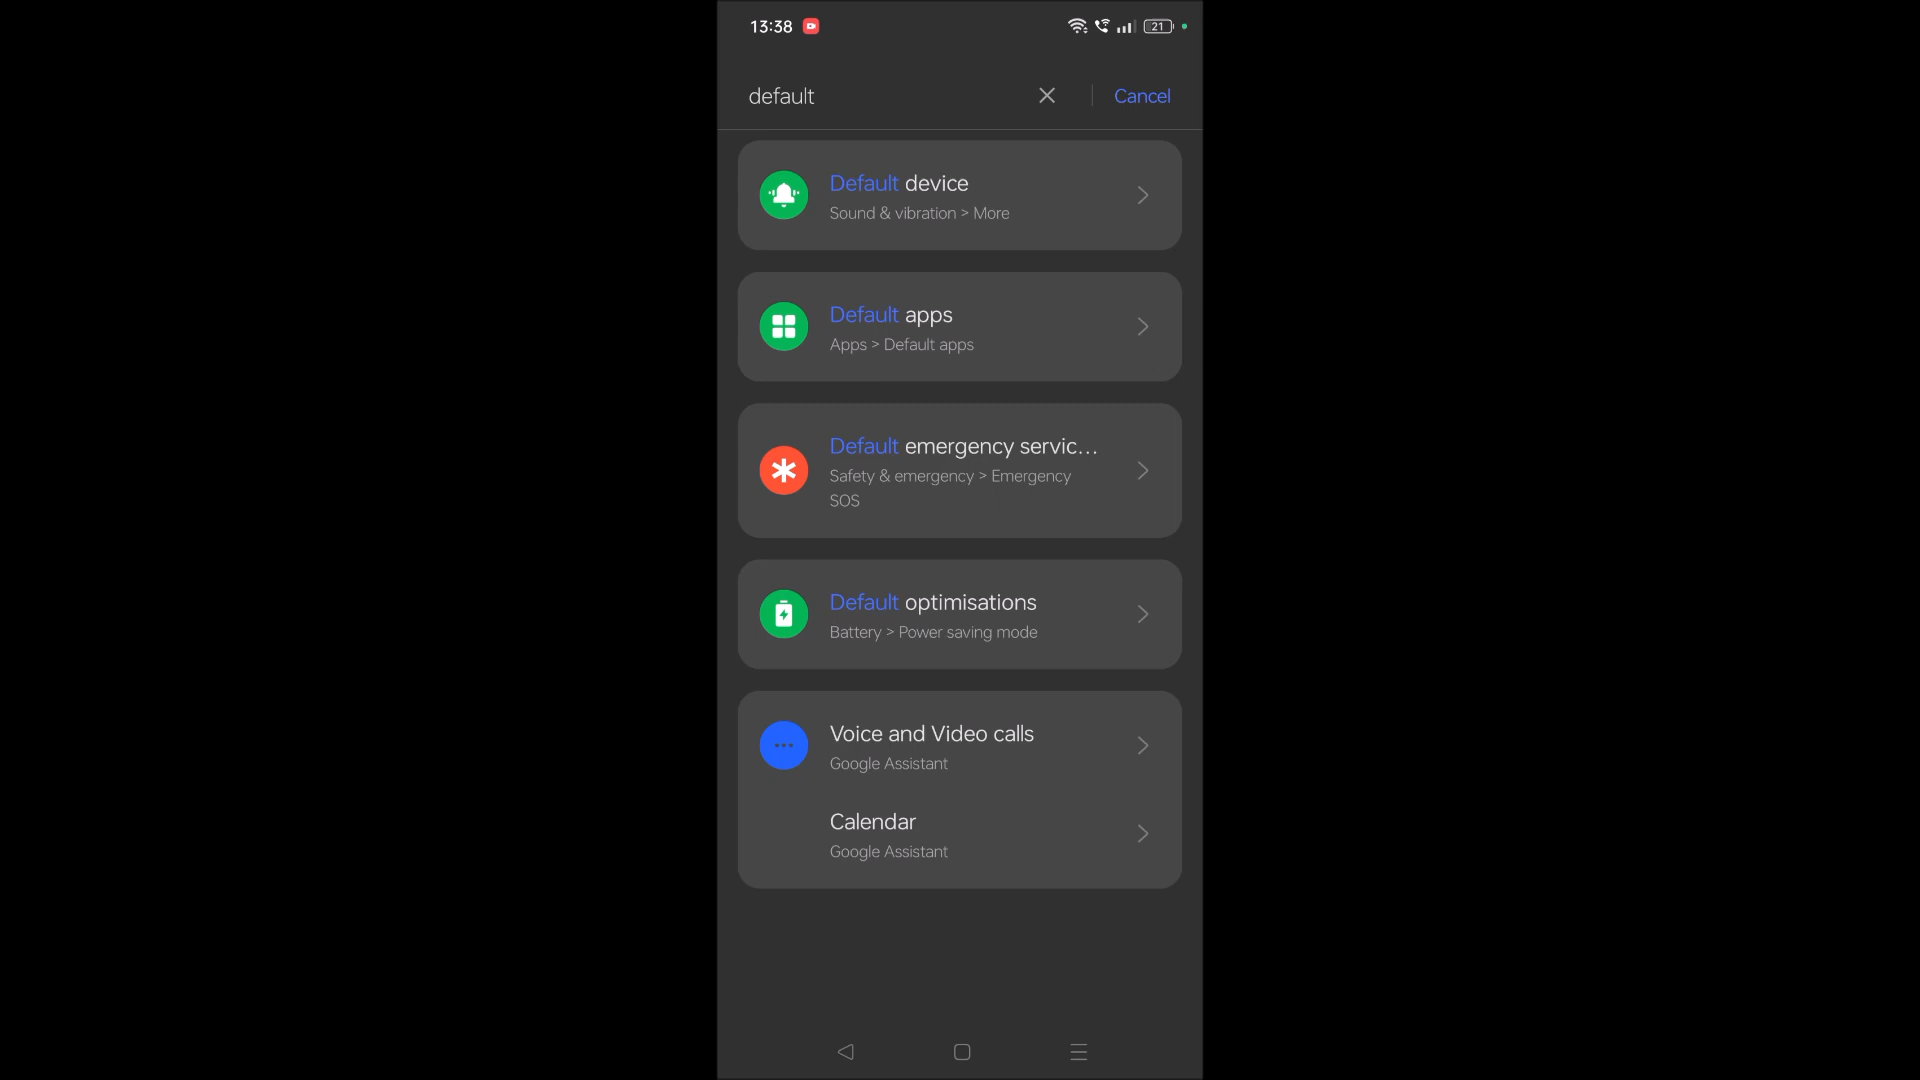 13:38
21
default
Cancel
Default device
Sound & vibration > More
Default apps
Apps > Default apps
Default emergency servic...
Safety & emergency > Emergency
SOS
Default optimisations
Battery > Power saving mode
Voice and Video calls
Google Assistant
Calendar
Google Assistant